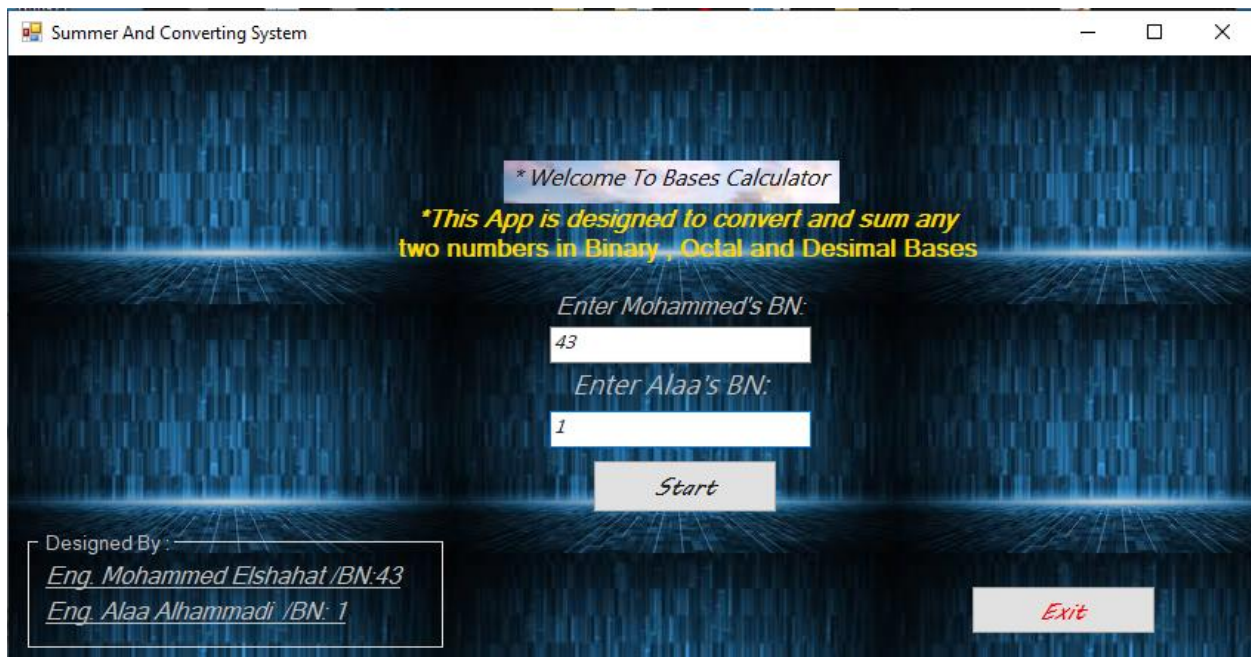 Summer And Converting System
* Welcome To Bases Calculator
*This App is designed to convert and sum any
two numbers in Binary , Octal and Desimal Bases
Enter Mohammed's BN:
43
Enter Alaa's BN:
1
Start
Designed By :
Eng. Mohammed Elshahat /BN:43
Eng. Alaa Alhammadi /BN: 1
Exit